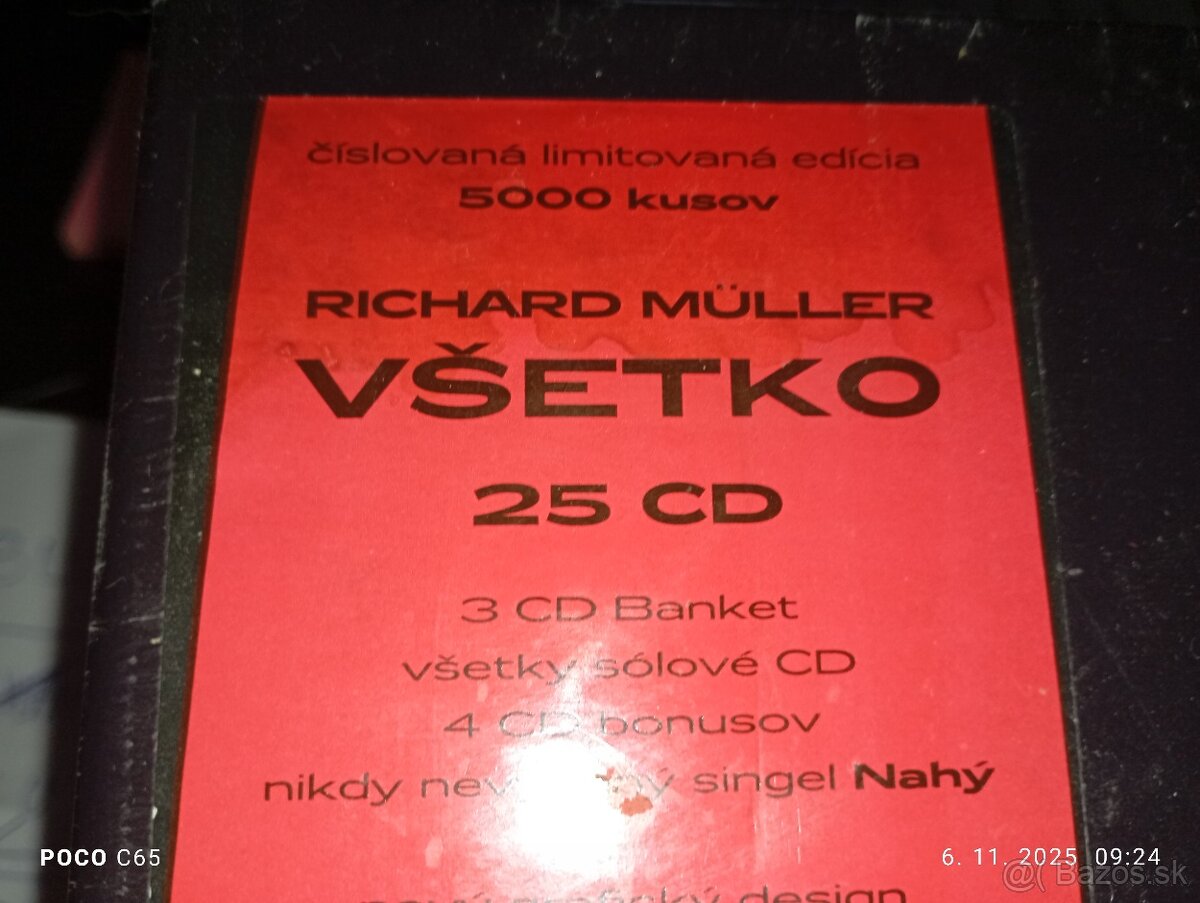 číslovaná limitovaná edícia
5000 kusov
RICHARD MÜLLER
VŠETKO
25 CD
3 CD Banket
všetky sólové CD
4 CD bonusov
nikdy singel Nahý
design
POCO C65
6. 11. 2025 09:24
@( Bazos.sk